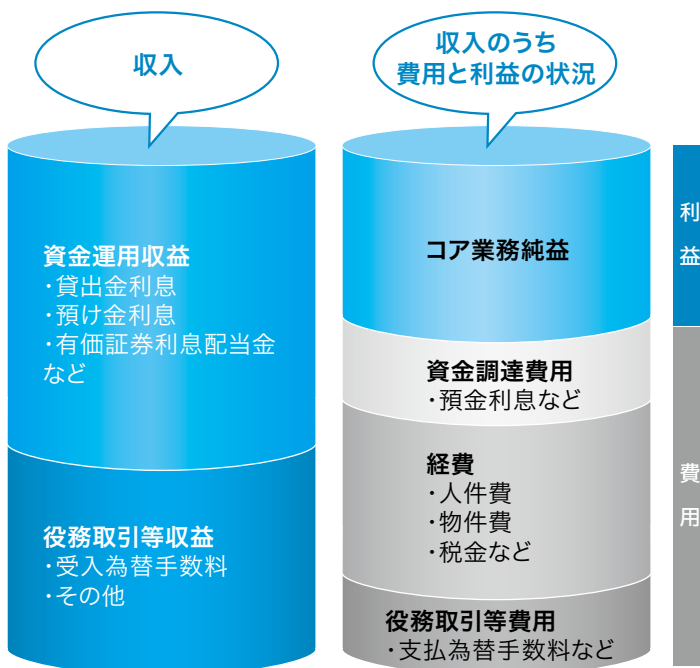 収入
収入のうち
費用と利益の状況
資金運用収益
・貸出金利息
・預け金利息
・有価証券利息配当金
など
役務取引等収益
・受入為替手数料
・その他
コア業務純益
資金調達費用
・預金利息など
経費
・人件費
・物件費
・税金など
役務取引等費用
・支払為替手数料など
利
益
費
用